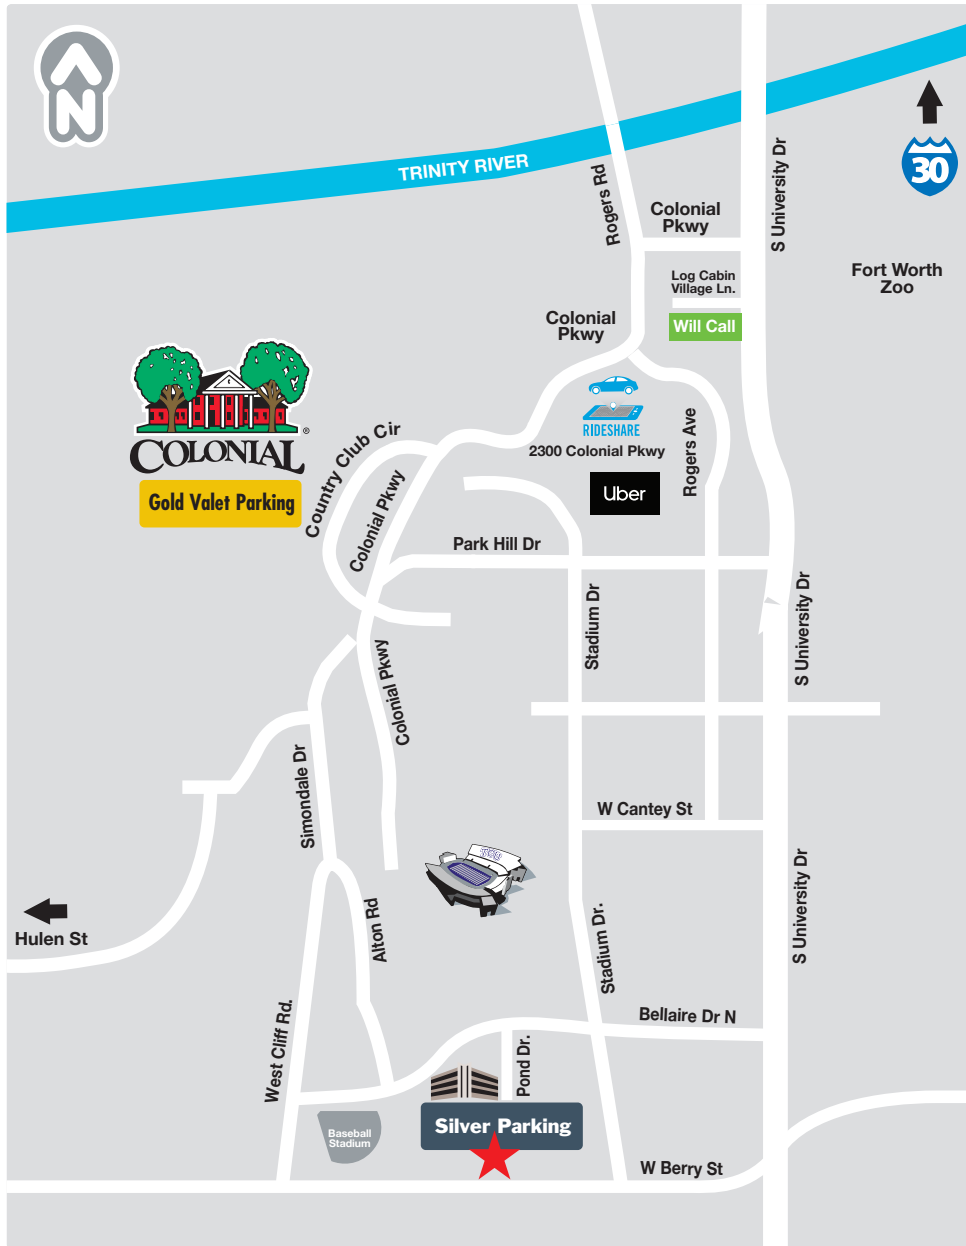 N
TRINITY RIVER
30
Rogers Rd
S University Dr
Colonial
Pkwy
Fort Worth
Zoo
Log Cabin
Village Ln.
Will Call
Colonial
Pkwy
RIDESHARE
2300 Colonial Pkwy
Uber
Rogers Ave
COLONIAL
®
Gold Valet Parking
Country Club Cir
Colonial Pkwy
Park Hill Dr
Stadium Dr
S University Dr
Colonial Pkwy
Simondale Dr
W Cantey St
TCU
S University Dr
Hulen St
Alton Rd
Stadium Dr.
West Cliff Rd.
Bellaire Dr N
Pond Dr.
Silver Parking
Baseball
Stadium
W Berry St